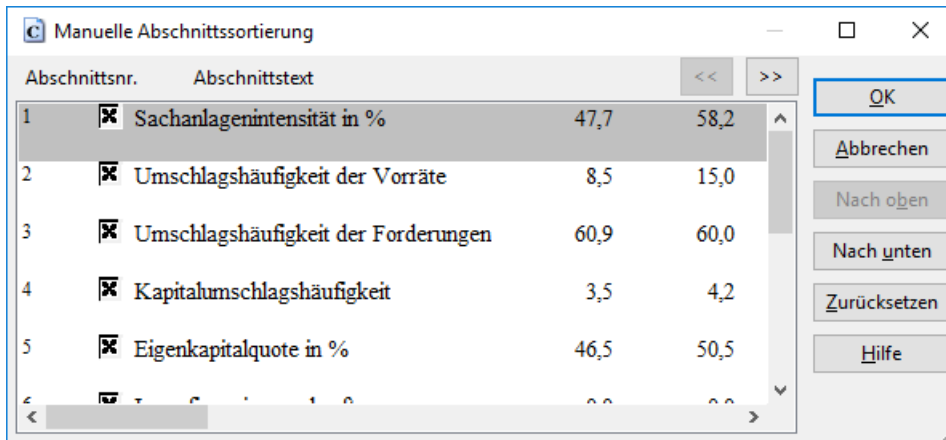 Manuelle Abschnittssortierung
Abschnittsnr. Abschnittstext << >>
OK
1 Sachanlagenintensität in % 47,7 58,2
Abbrechen
2 Umschlagshäufigkeit der Vorräte 8,5 15,0
Nach oben
3 Umschlagshäufigkeit der Forderungen 60,9 60,0
Nach unten
4 Kapitalumschlagshäufigkeit 3,5 4,2
Zurücksetzen
5 Eigenkapitalquote in % 46,5 50,5
Hilfe